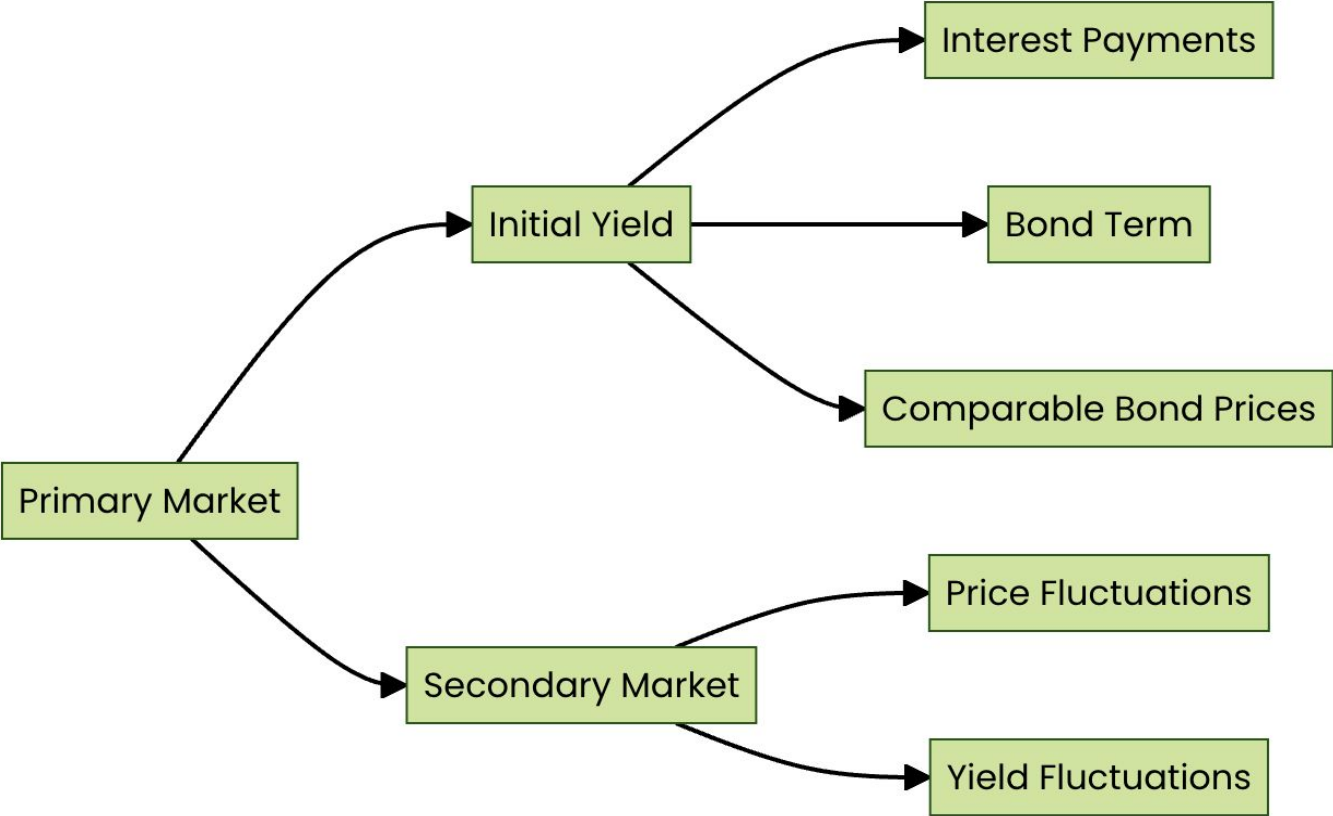 Interest Payments
Initial Yield
Bond Term
Comparable Bond Prices
Primary Market
Price Fluctuations
Secondary Market
Yield Fluctuations